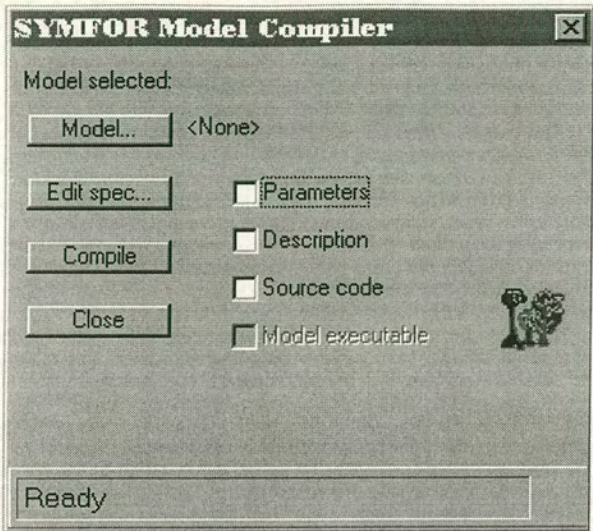 SYMFOR Model Compiler
Model selected:
Model... <None>
Edit spec... Parameters
Description
Compile
Source code
Close
Model executable
Ready